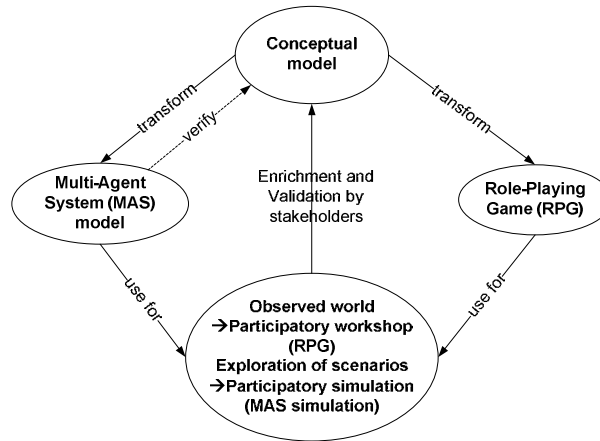 Conceptual
model
transform
verify
transform
Multi-Agent
System (MAS)
model
Enrichment and
Validation by
stakeholders
Role-Playing
Game (RPG)
use for
use for
Observed world
→Participatory workshop
(RPG)
Exploration of scenarios
→Participatory simulation
(MAS simulation)